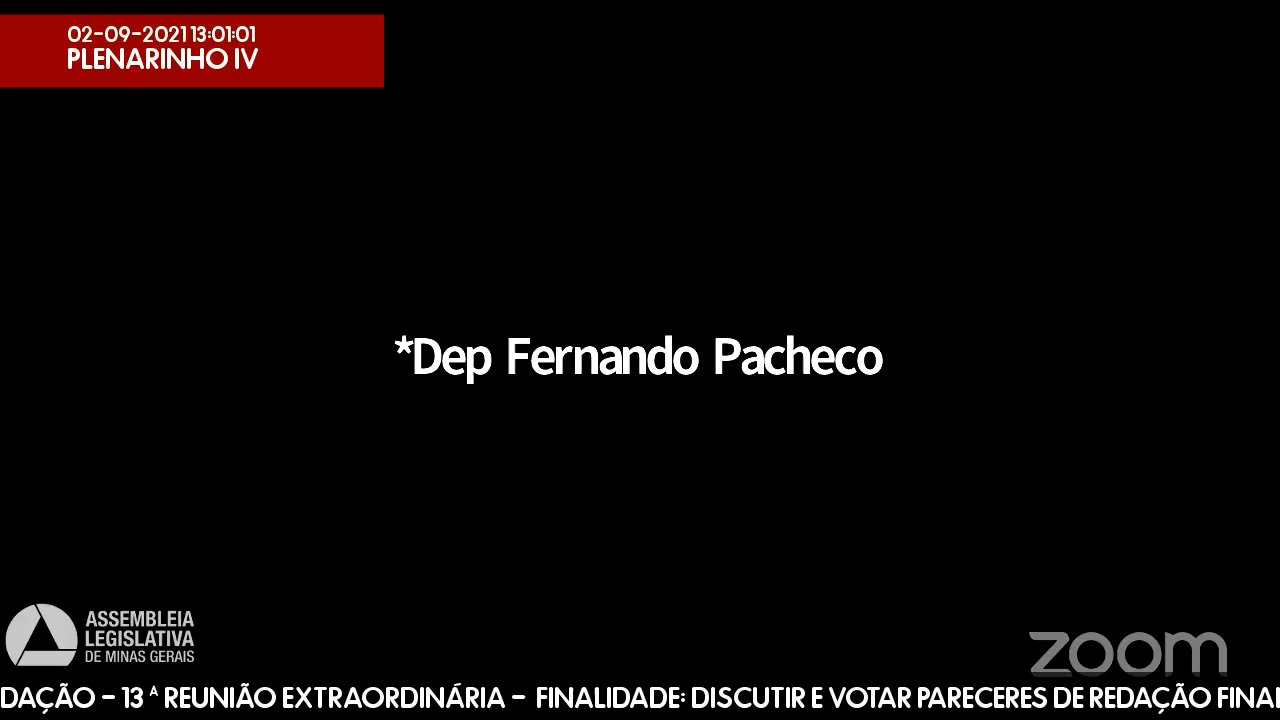 02-09-2021 13:01:01
PLENARINHO IV
*Dep Fernando Pacheco
ASSEMBLEIA
LEGISLATIVA
DE MINAS GERAIS
zoom
DAÇÃO - 13 ª REUNIÃO EXTRAORDINÁRIA - FINALIDADE: DISCUTIR E VOTAR PARECERES DE REDAÇÃO FINA